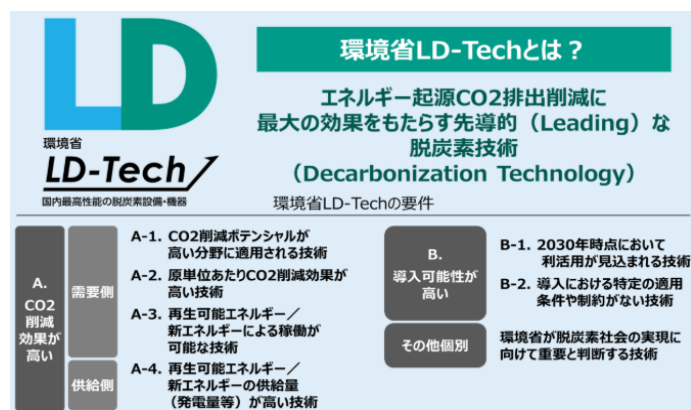 LD
環境省
LD-Tech
国内最高性能の脱炭素設備・機器
環境省LD-Techとは？
エネルギー起源CO2排出削減に
最大の効果をもたらす先導的（Leading）な
脱炭素技術
（Decarbonization Technology）
環境省LD-Techの要件
A.
CO2
削減
効果が
高い
需要側
A-1. CO2削減ポテンシャルが
高い分野に適用される技術
A-2. 原単位あたりCO2削減効果が
高い技術
A-3. 再生可能エネルギー／
新エネルギーによる稼働が
可能な技術
供給側
A-4. 再生可能エネルギー／
新エネルギーの供給量
（発電量等）が高い技術
B.
導入可能性が
高い
B-1. 2030年時点において
利活用が見込まれる技術
B-2. 導入における特定の適用
条件や制約がない技術
その他個別
環境省が脱炭素社会の実現に
向けて重要と判断する技術